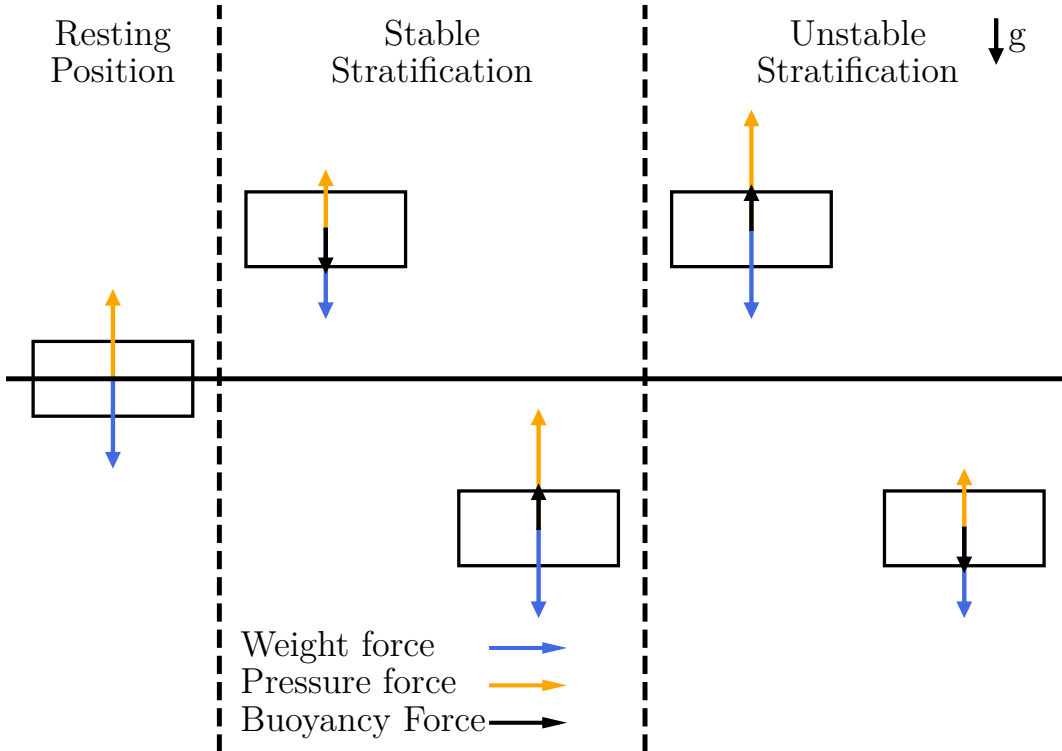 Resting
Position
Stable
Stratification
Unstable
Stratification
g
Weight force
Pressure force
Buoyancy Force